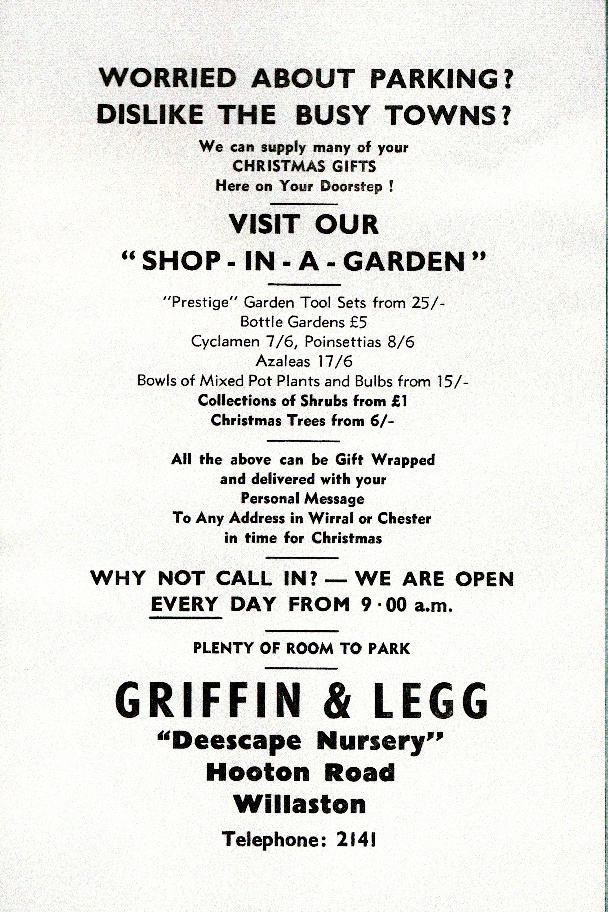 WORRIED ABOUT PARKING?
DISLIKE THE BUSY TOWNS?
We can supply many of your
CHRISTMAS GIFTS
Here on Your Doorstep !
VISIT OUR
“SHOP - IN - A - GARDEN”
“Prestige” Garden Tool Sets from 25/-
Bottle Gardens £5
Cyclamen 7/6, Poinsettias 8/6
Azaleas 17/6
Bowls of Mixed Pot Plants and Bulbs from 15/-
Collections of Shrubs from £1
Christmas Trees from 6/-
All the above can be Gift Wrapped
and delivered with your
Personal Message
To Any Address in Wirral or Chester
in time for Christmas
WHY NOT CALL IN? — WE ARE OPEN
EVERY DAY FROM 9·00 a.m.
PLENTY OF ROOM TO PARK
GRIFFIN & LEGG
“Deescape Nursery”
Hooton Road
Willaston
Telephone: 2141